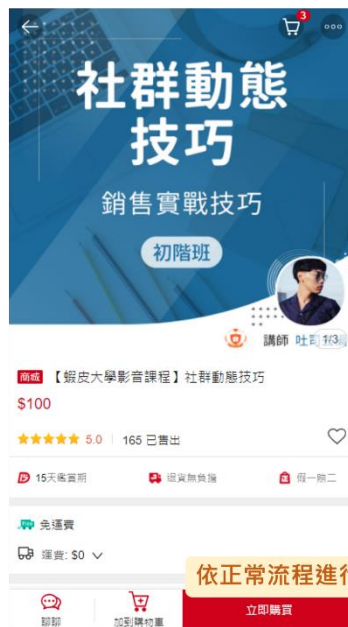 3
社群動態
技巧
銷售實戰技巧
初階班
講師 吐司
1/3
商城 【蝦皮大學影音課程】社群動態技巧
$100
5.0 165 已售出
15天鑑賞期 退貨無負擔 假一賠二
免運費
運費: $0
依正常流程進行
聊聊 加到購物車 立即購買